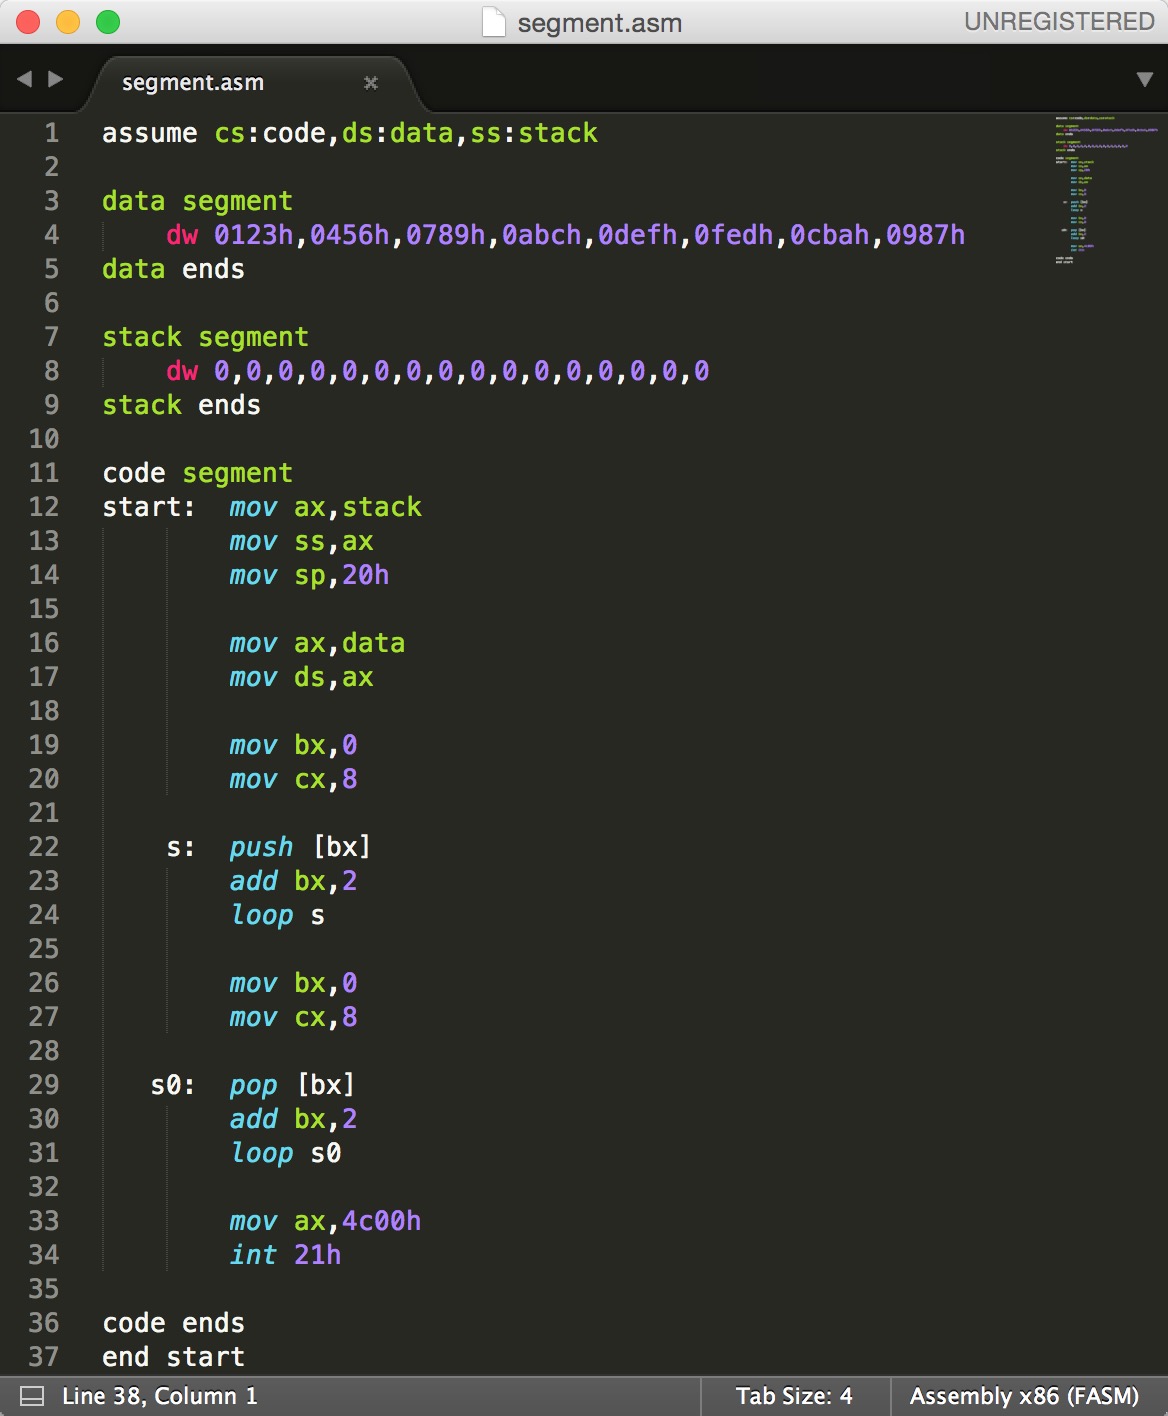 segment.asm
UNREGISTERED
segment.asm
1 assume cs:code,ds:data,ss:stack
2
3 data segment
4 dw 0123h,0456h,0789h,0abch,0defh,0fedh,0cbah,0987h
5 data ends
6
7 stack segment
8 dw 0,0,0,0,0,0,0,0,0,0,0,0,0,0,0,0
9 stack ends
10
11 code segment
12 start: mov ax,stack
13 mov ss,ax
14 mov sp,20h
15
16 mov ax,data
17 mov ds,ax
18
19 mov bx,0
20 mov cx,8
21
22 s: push [bx]
23 add bx,2
24 loop s
25
26 mov bx,0
27 mov cx,8
28
29 s0: pop [bx]
30 add bx,2
31 loop s0
32
33 mov ax,4c00h
34 int 21h
35
36 code ends
37 end start
Line 38, Column 1
Tab Size: 4
Assembly x86 (FASM)